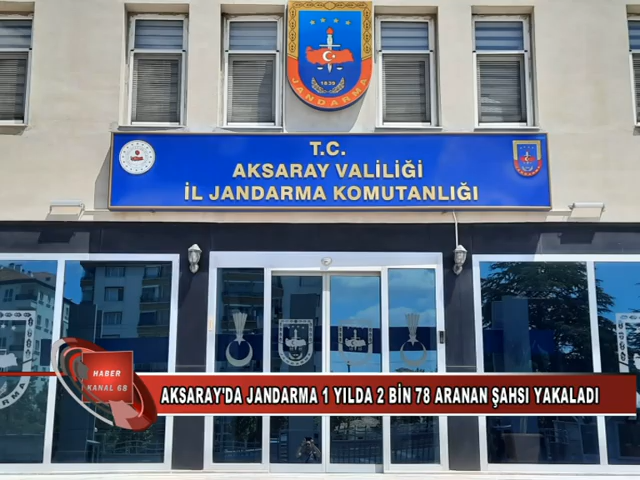 1839
JANDARMA
T.C.
AKSARAY VALİLİĞİ
İL JANDARMA KOMUTANLIĞI
HABER
KANAL 68
AKSARAY'DA JANDARMA 1 YILDA 2 BİN 78 ARANAN ŞAHSI YAKALADI